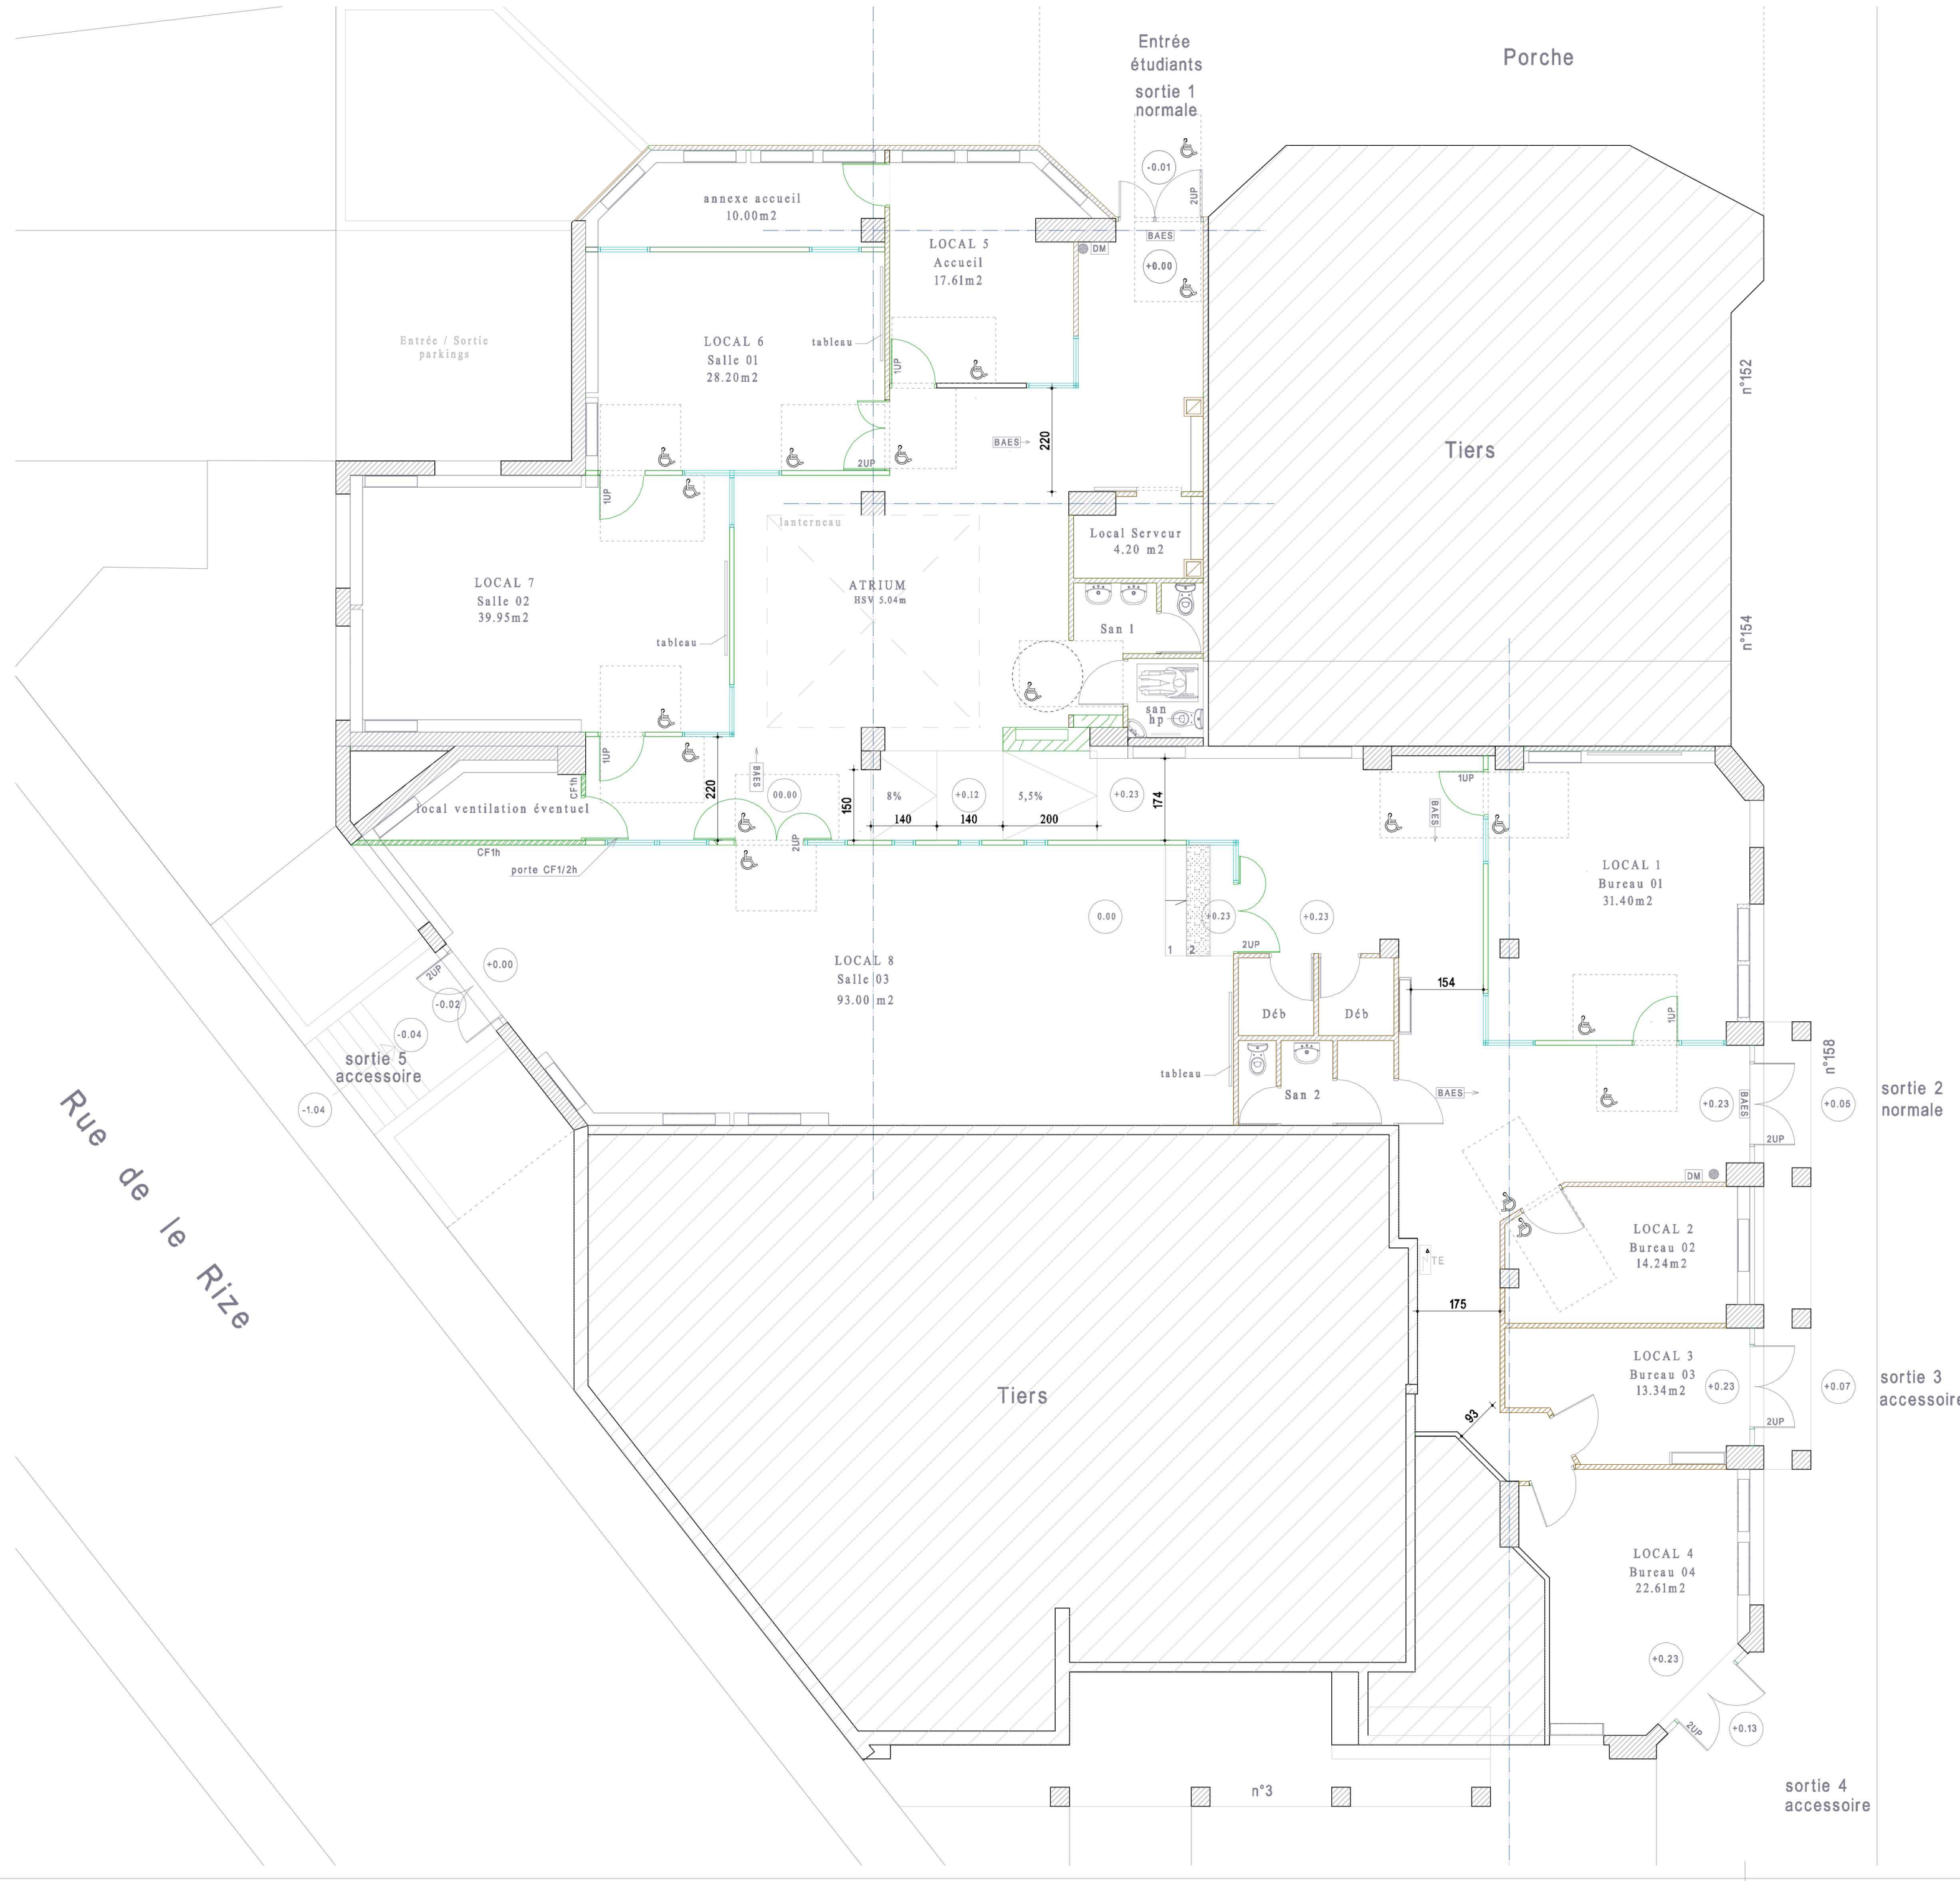 Entrée
étudiants
sortie 1
normale
Porche
-0.01
2UP
BAES
+0.00
DM
annexe accueil
10.00m2
LOCAL 5
Accueil
17.61m2
Entrée / Sortie
parkings
LOCAL 6
Salle 01
28.20m2
tableau
1UP
n°152
220
BAES
2UP
Tiers
1UP
lanterneau
Local Serveur
4.20 m2
LOCAL 7
Salle 02
39.95m2
ATRIUM
HSV 5.04m
San 1
n°154
tableau
san
hp
1UP
BAES
220
CF1h
local ventilation éventuel
00.00
150
8%
+0.12
5,5%
+0.23
174
140
140
200
1UP
BAES
CF1h
2UP
porte CF1/2h
LOCAL 1
Bureau 01
31.40m2
0.00
+0.23
+0.23
1
2
2UP
LOCAL 8
Salle 03
93.00 m2
+0.00
2UP
-0.02
-0.04
sortie 5
accessoire
-1.04
154
Déb
Déb
1UP
n°158
tableau
San 2
BAES
+0.23
BAES
+0.05
2UP
sortie 2
normale
Rue de le Rize
DM
LOCAL 2
Bureau 02
14.24m2
TE
175
LOCAL 3
Bureau 03
13.34m2
+0.23
+0.07
2UP
sortie 3
accessoire
Tiers
93
LOCAL 4
Bureau 04
22.61m2
+0.23
2UP
+0.13
n°3
sortie 4
accessoire